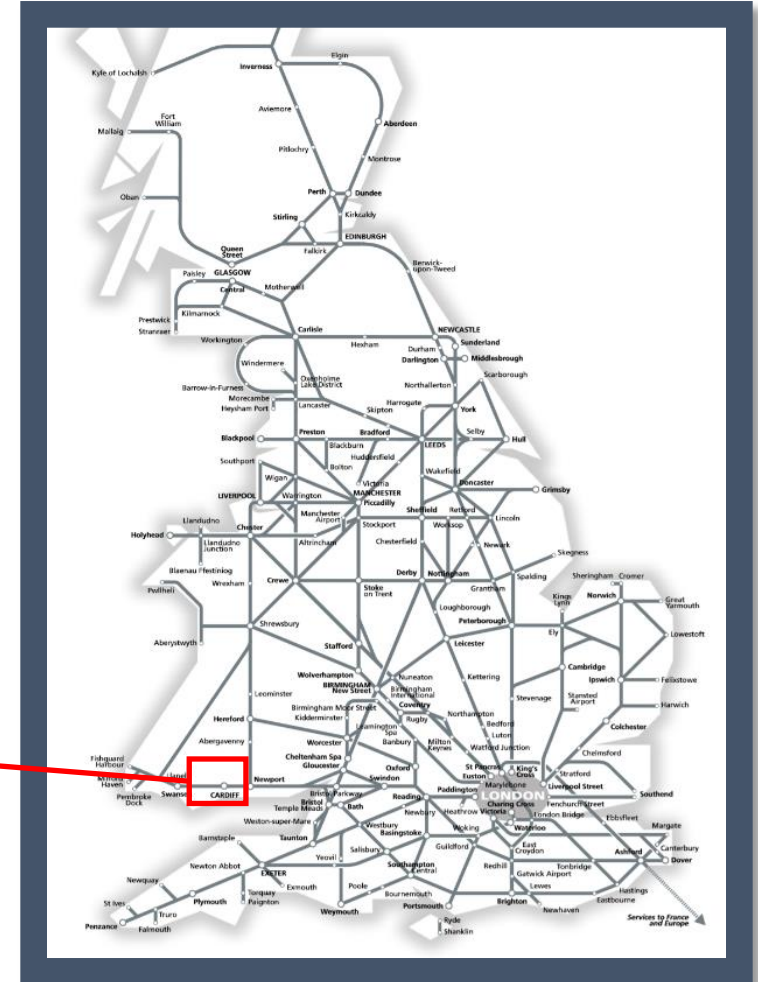 Elgin
Inverness
Kyle of Lochalsh
Aviemore
Fort
William
Aberdeen
Mallaig
Pitlochry
Montrose
Perth
Dundee
Oban
Kirkcaldy
Stirling
EDINBURGH
Queen
Street
Falkirk
Berwick-
upon-Tweed
Paisley
GLASGOW
Central
Motherwell
Kilmarnock
Prestwick
Stranraer
Carlisle
NEWCASTLE
Workington
Hexham
Durham
Sunderland
Darlington
Middlesbrough
Windermere
Oxenholme
Lake District
Scarborough
Barrow-in-Furness
Northallerton
Morecambe
Heysham Port
Lancaster
Harrogate
York
Skipton
Blackpool
Preston
Bradford
Selby
Hull
Blackburn
LEEDS
Huddersfield
Southport
Bolton
Wakefield
Wigan
Victoria
Doncaster
Grimsby
LIVERPOOL
Warrington
MANCHESTER
Piccadilly
Manchester
Airport
Sheffield
Retford
Lincoln
Llandudno
Chester
Stockport
Worksop
Holyhead
Llandudno
Junction
Altrincham
Chesterfield
Newark
Skegness
Blaenau Ffestiniog
Derby
Nottingham
Spalding
Sheringham
Cromer
Pwllheli
Wrexham
Crewe
Stoke
on Trent
Grantham
Kings
Lynn
Norwich
Great
Yarmouth
Loughborough
Peterborough
Shrewsbury
Ely
Lowestoft
Aberystwyth
Stafford
Leicester
Wolverhampton
Cambridge
BIRMINGHAM
New Street
Nuneaton
Birmingham
International
Kettering
Ipswich
Felixstowe
Leominster
Coventry
Stevenage
Stansted
Airport
Birmingham Moor Street
Kidderminster
Rugby
Northampton
Harwich
Hereford
Leamington
Spa
Bedford
Colchester
Worcester
Banbury
Milton
Keynes
Luton
Abergavenny
Watford Junction
Chelmsford
Fishguard
Harbour
Cheltenham Spa
Gloucester
Oxford
St Pancras
Euston
King's
Cross
Stratford
Milford
Haven
Newport
Swindon
Marylebone
Liverpool Street
Pembroke
Dock
CARDIFF
Bristol Parkway
Reading
Paddington
LONDON
Southend
Bristol
Temple Meads
Bath
Newbury
Heathrow
Charing Cross
Victoria
Fenchurch Street
London Bridge
Weston-super-Mare
Ebbsfleet
Westbury
Basingstoke
Woking
Waterloo
Margate
Barnstaple
Taunton
Guildford
East
Croydon
Canterbury
Salisbury
Yeovil
Southampton
Central
Redhill
Tonbridge
Ashford
Dover
Newton Abbot
EXETER
Gatwick Airport
Newquay
Exmouth
Poole
Bournemouth
Lewes
Hastings
Plymouth
Torquay
Paignton
Eastbourne
St Ives
Truro
Weymouth
Portsmouth
Brighton
Newhaven
Penzance
Falmouth
Ryde
Shanklin
Services to France
and Europe